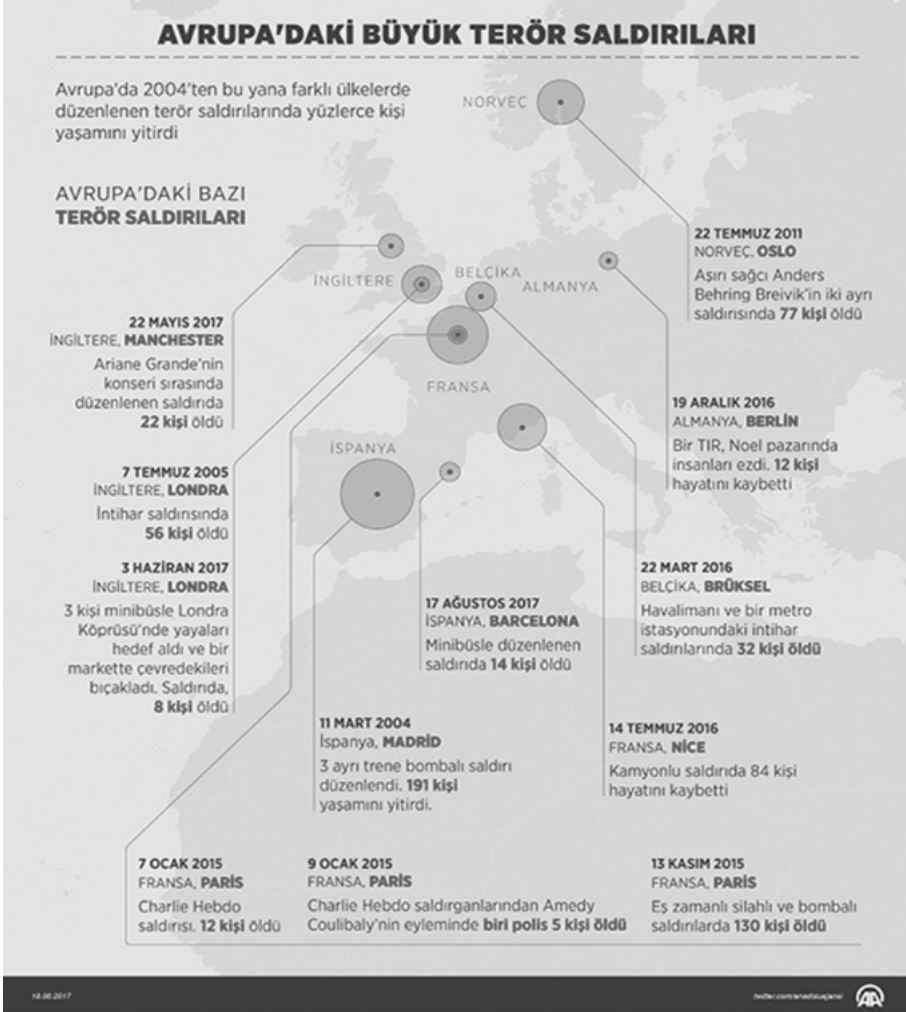 AVRUPA'DAKİ BÜYÜK TERÖR SALDIRILARI
Avrupa'da 2004'ten bu yana farklı ülkelerde
düzenlenen terör saldırılarında yüzlerce kişi
yaşamını yitirdi
AVRUPA'DAKİ BAZI
TERÖR SALDIRILARI
NORVEÇ
İNGİLTERE
BELÇİKA
ALMANYA
FRANSA
İSPANYA
22 TEMMUZ 2011
NORVEÇ, OSLO
Aşırı sağcı Anders
Behring Breivik'in iki ayrı
saldırısında 77 kişi öldü
22 MAYIS 2017
İNGİLTERE, MANCHESTER
Ariane Grande'nin
konseri sırasında
düzenlenen saldırıda
22 kişi öldü
19 ARALIK 2016
ALMANYA, BERLİN
Bir TIR, Noel pazarında
insanları ezdi. 12 kişi
hayatını kaybetti
7 TEMMUZ 2005
İNGİLTERE, LONDRA
İntihar saldırısında
56 kişi öldü
3 HAZİRAN 2017
İNGİLTERE, LONDRA
3 kişi minibüsle Londra
Köprüsü'nde yayaları
hedef aldı ve bir
markette çevredekileri
bıçakladı. Saldırıda,
8 kişi öldü
22 MART 2016
BELÇİKA, BRÜKSEL
Havalimanı ve bir metro
istasyonundaki intihar
saldırılarında 32 kişi öldü
17 AĞUSTOS 2017
İSPANYA, BARCELONA
Minibüsle düzenlenen
saldırıda 14 kişi öldü
11 MART 2004
İspanya, MADRİD
3 ayrı trene bombalı saldırı
düzenlendi. 191 kişi
yaşamını yitirdi.
14 TEMMUZ 2016
FRANSA, NİCE
Kamyonlu saldırıda 84 kişi
hayatını kaybetti
7 OCAK 2015
FRANSA, PARİS
Charlie Hebdo
saldırısı. 12 kişi öldü
9 OCAK 2015
FRANSA, PARİS
Charlie Hebdo saldırganlarından Amedy
Coulibaly'nin eyleminde biri polis 5 kişi öldü
13 KASIM 2015
FRANSA, PARİS
Eş zamanlı silahlı ve bombalı
saldırılarda 130 kişi öldü
18.08.2017
twitter.com/anadoluajansi
AA